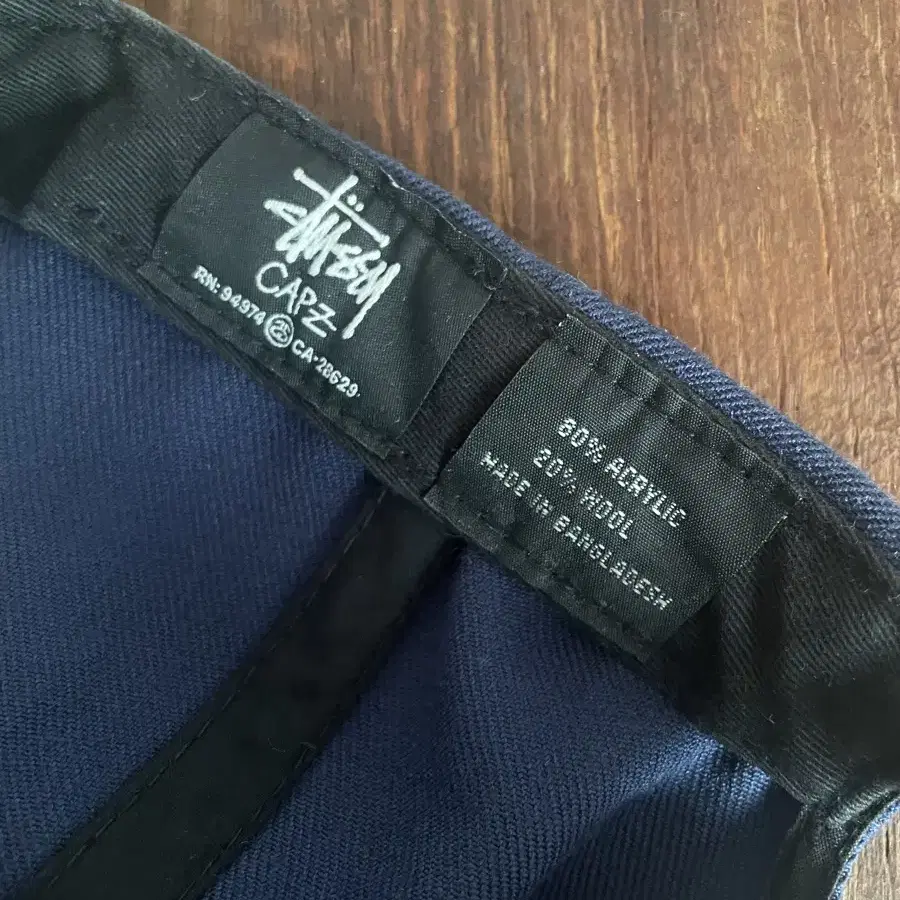 Stüssy
CAPZ
RN: 94974 CA-28629
80% ACRYLIC
20% WOOL
MADE IN BANGLADESH